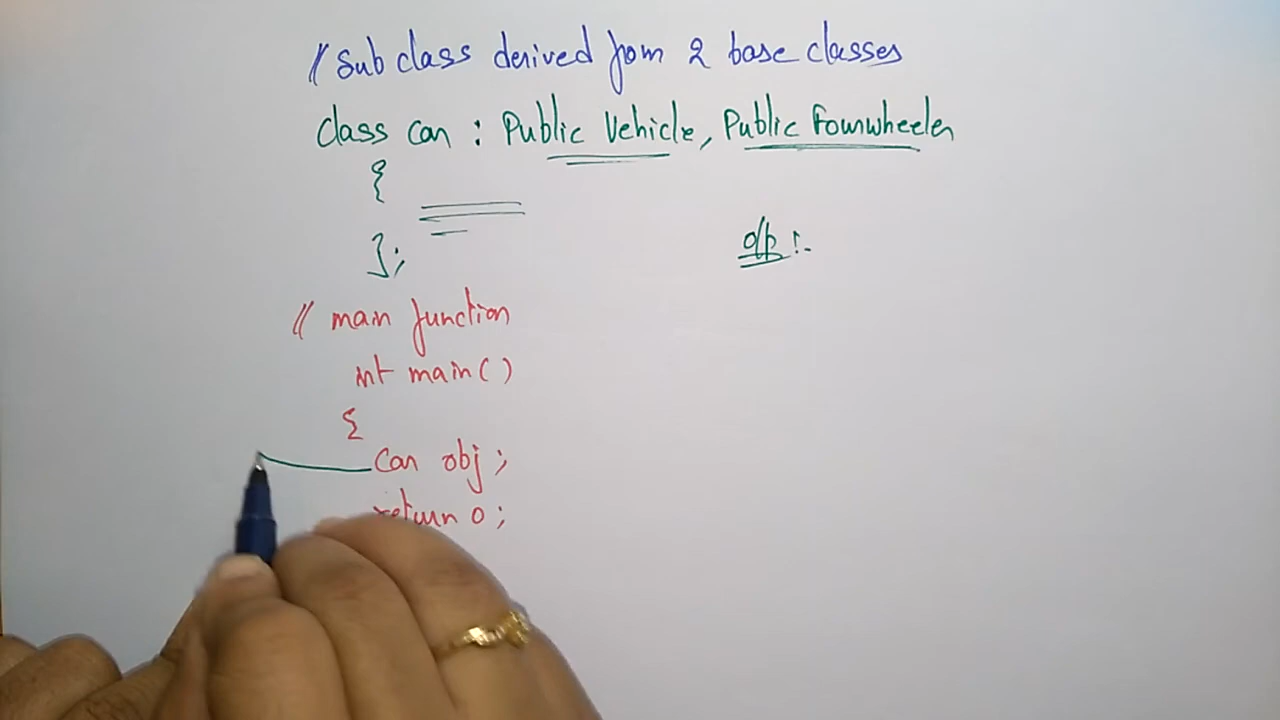 // Sub class derived from 2 base classes
class car : Public Vehicle, Public Fourwheeler
{
};
o/p :-
// main function
int main()
{
Car obj ;
return 0 ;